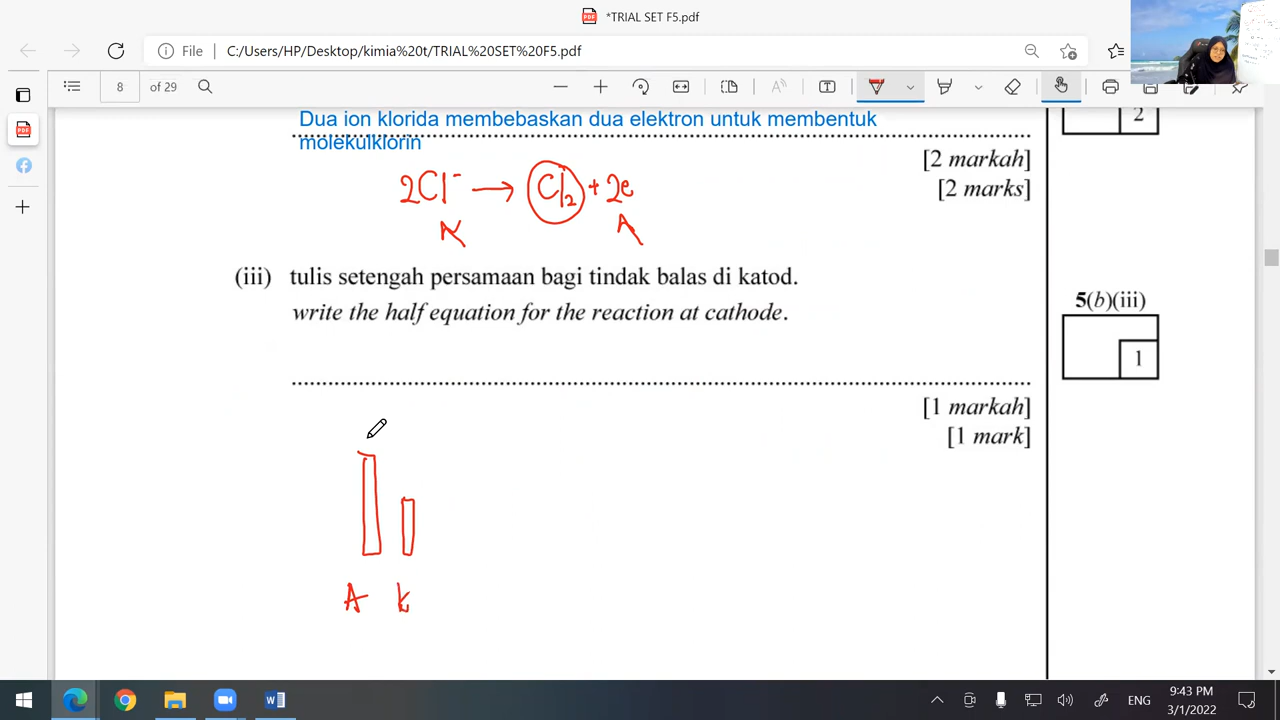 *TRIAL SET F5.pdf
File C:/Users/HP/Desktop/kimia%20t/TRIAL%20SET%20F5.pdf
8 of 29
Dua ion klorida membebaskan dua elektron untuk membentuk
molekulklorin
2
[2 markah]
[2 marks]
2Cl⁻ → Cl₂ + 2e
A
(iii) tulis setengah persamaan bagi tindak balas di katod.
write the half equation for the reaction at cathode.
5(b)(iii)
1
[1 markah]
[1 mark]
A K
ENG
9:43 PM
3/1/2022